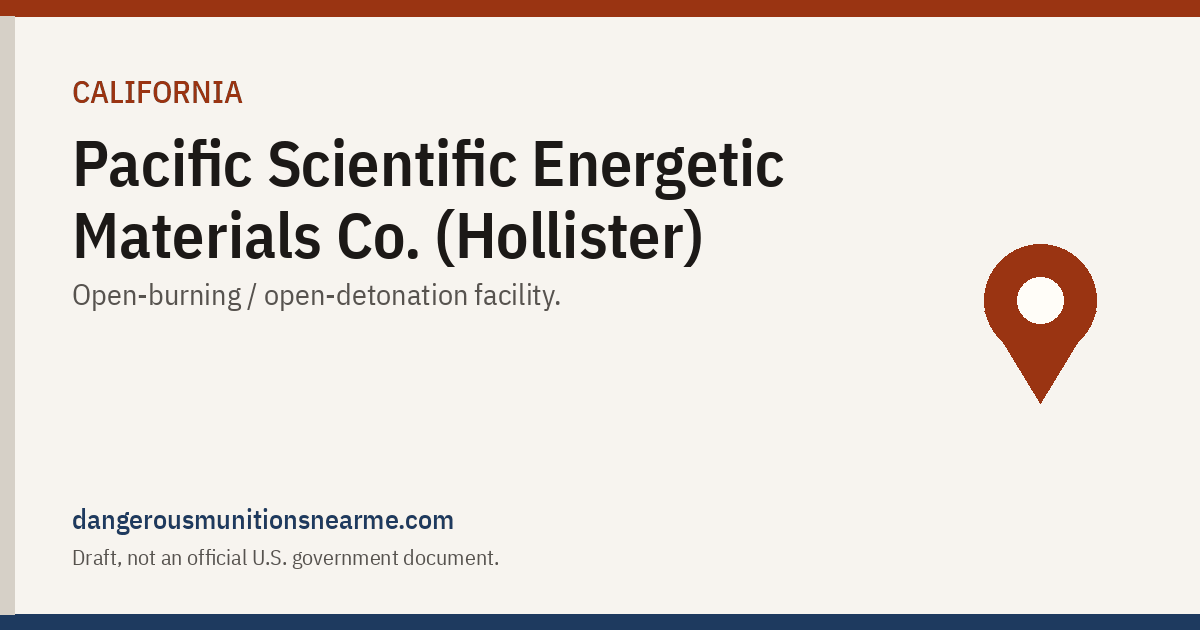 CALIFORNIA
Pacific Scientific Energetic
Materials Co. (Hollister)
Open-burning / open-detonation facility.
dangerousmunitionsnearme.com
Draft, not an official U.S. government document.